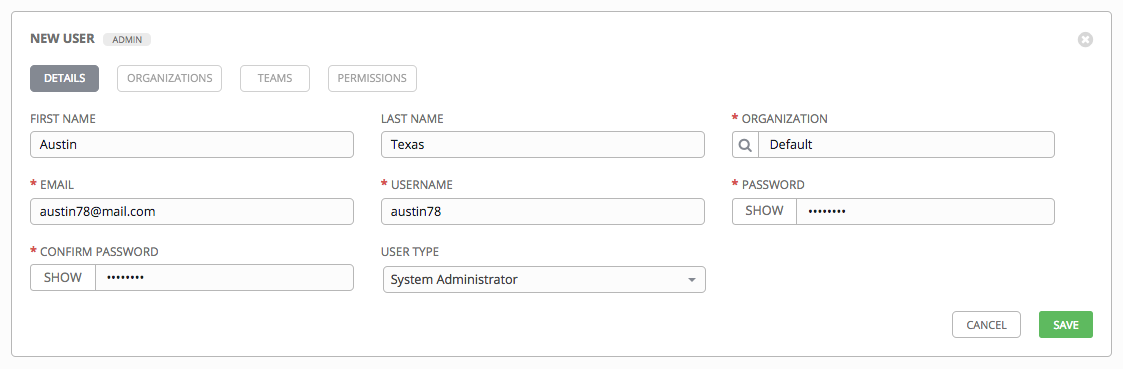 NEW USER ADMIN
DETAILS ORGANIZATIONS TEAMS PERMISSIONS
FIRST NAME LAST NAME * ORGANIZATION
Austin Texas Default
* EMAIL * USERNAME * PASSWORD
austin78@mail.com austin78 SHOW ••••••••
* CONFIRM PASSWORD USER TYPE
SHOW •••••••• System Administrator
CANCEL SAVE